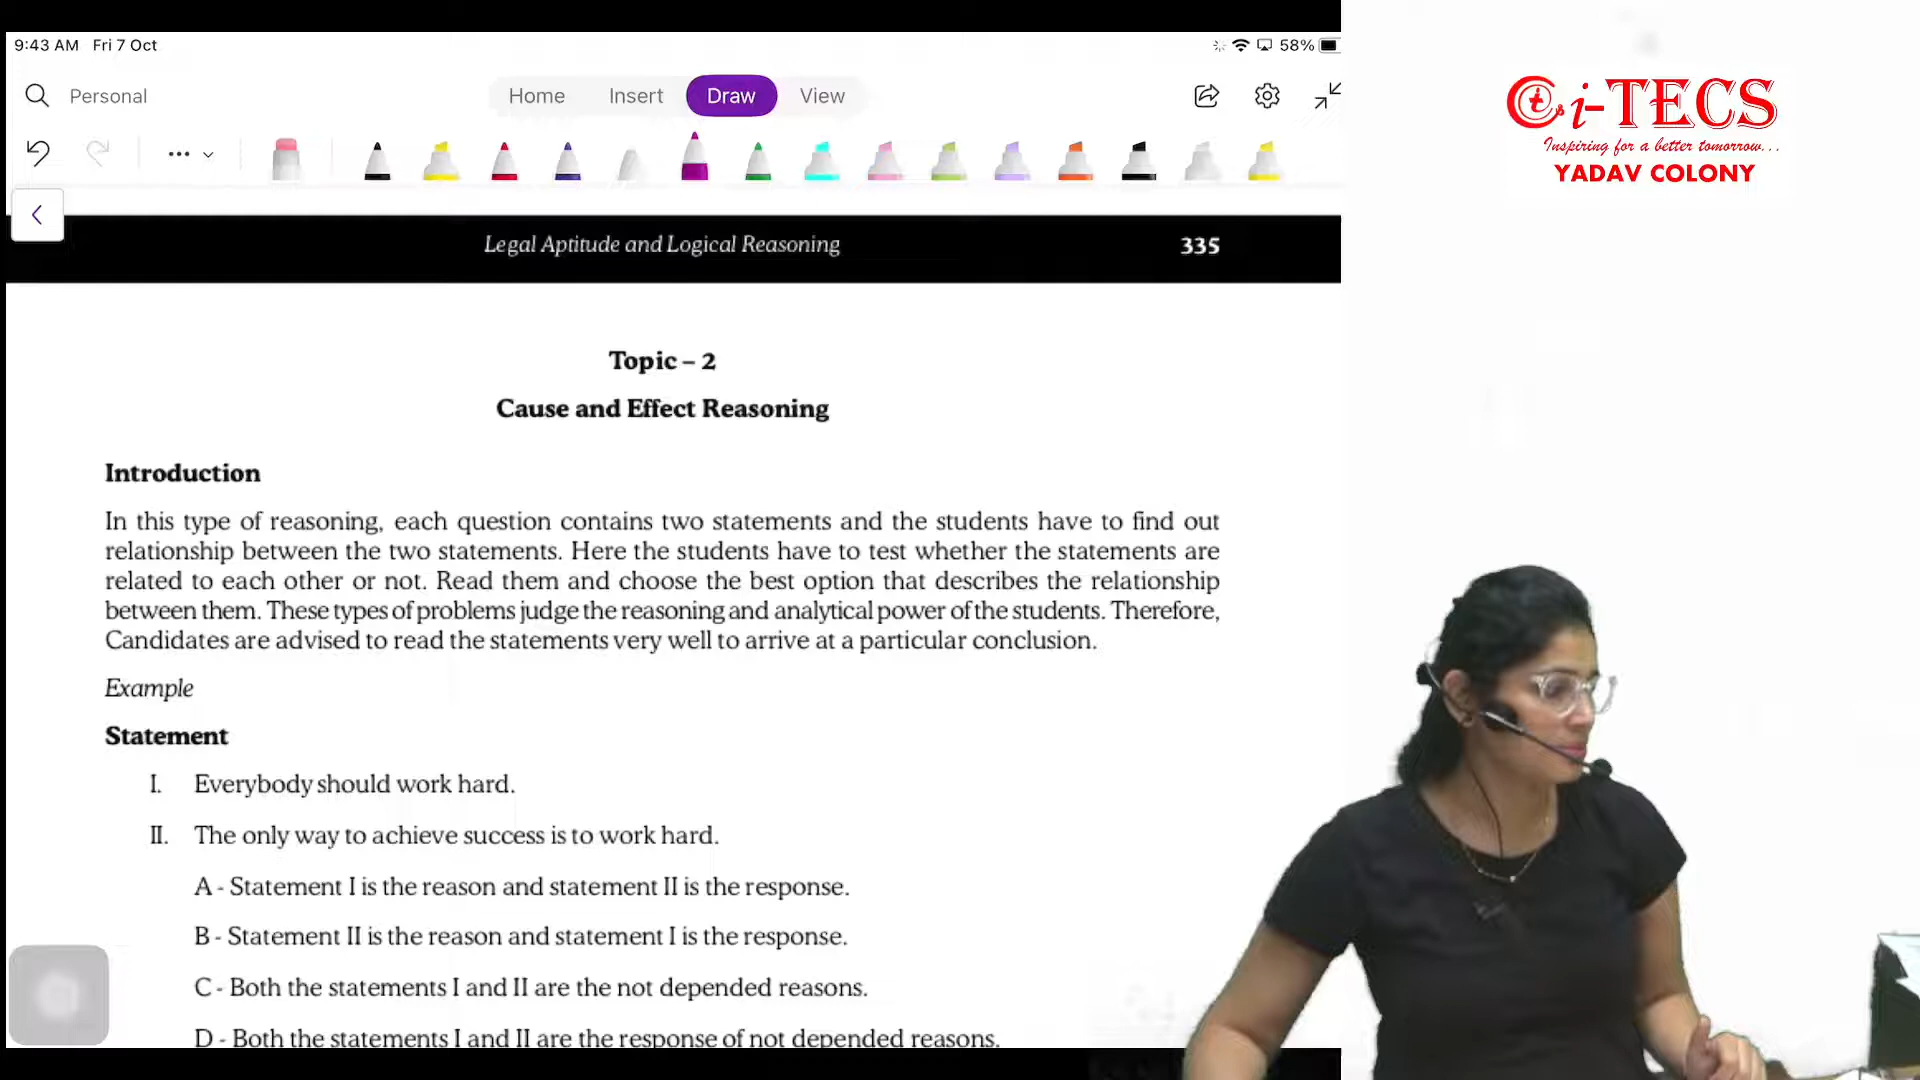 9:43 AM Fri 7 Oct
58%
Personal
Home Insert Draw View
i-TECS
Inspiring for a better tomorrow...
YADAV COLONY
Legal Aptitude and Logical Reasoning 335
Topic – 2
Cause and Effect Reasoning
Introduction
In this type of reasoning, each question contains two statements and the students have to find out
relationship between the two statements. Here the students have to test whether the statements are
related to each other or not. Read them and choose the best option that describes the relationship
between them. These types of problems judge the reasoning and analytical power of the students. Therefore,
Candidates are advised to read the statements very well to arrive at a particular conclusion.
Example
Statement
I. Everybody should work hard.
II. The only way to achieve success is to work hard.
A - Statement I is the reason and statement II is the response.
B - Statement II is the reason and statement I is the response.
C - Both the statements I and II are the not depended reasons.
D - Both the statements I and II are the response of not depended reasons.